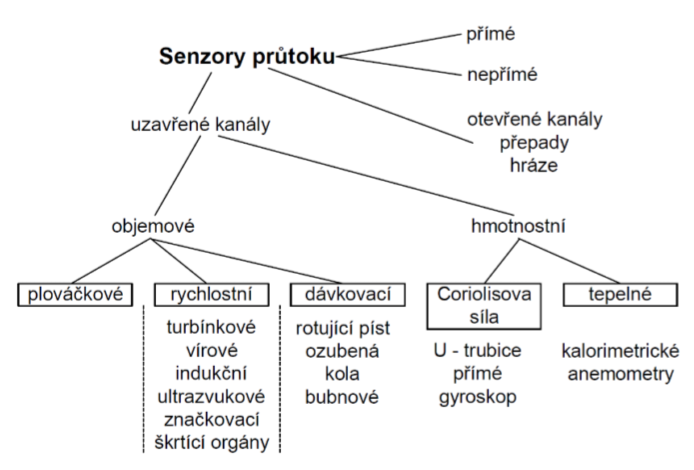 přímé
Senzory průtoku
nepřímé
otevřené kanály
přepady
hráze
uzavřené kanály
objemové
hmotnostní
plováčkové
rychlostní
turbínkové
vírové
indukční
ultrazvukové
značkovací
škrtící orgány
dávkovací
rotující píst
ozubená
kola
bubnové
Coriolisova
síla
U - trubice
přímé
gyroskop
tepelné
kalorimetrické
anemometry